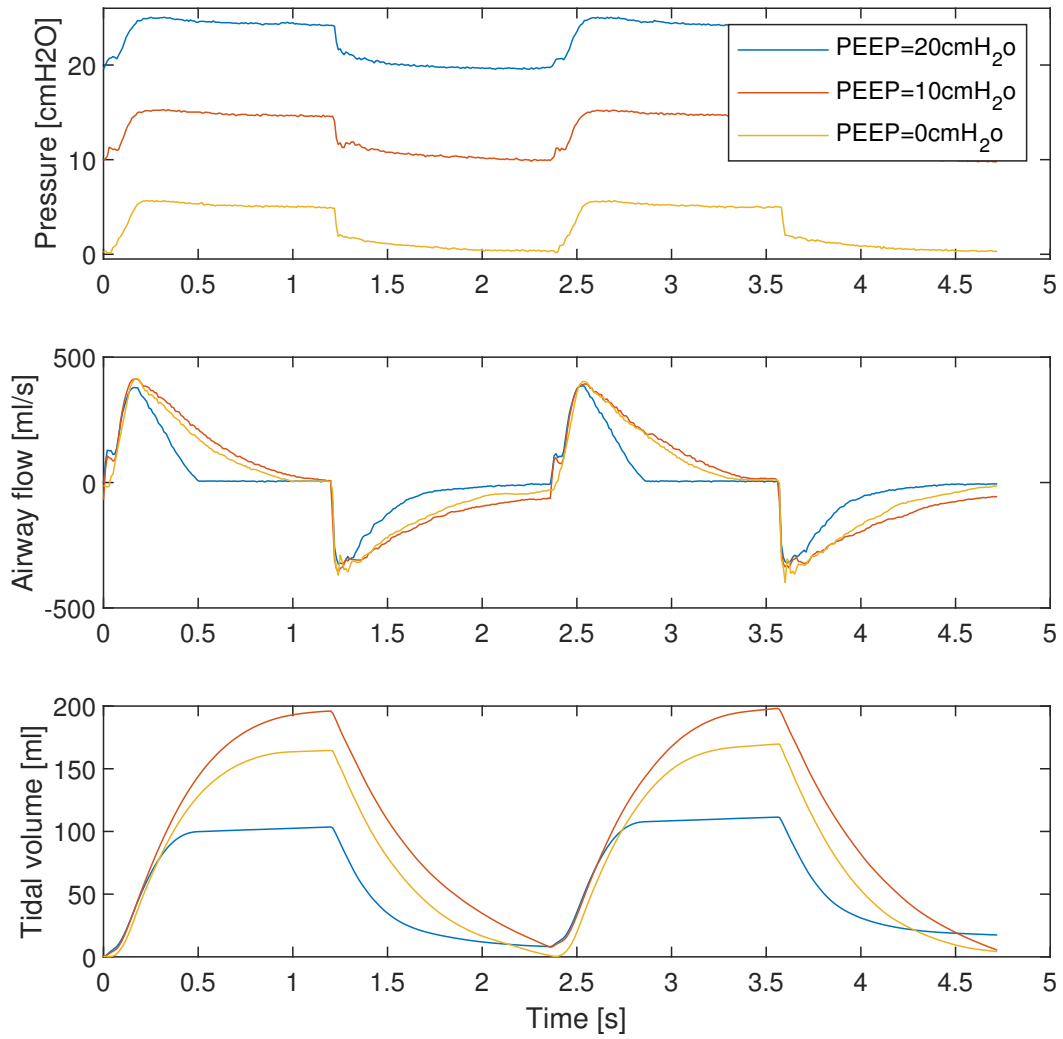 PEEP=20cmH₂o
PEEP=10cmH₂o
PEEP=0cmH₂o
Pressure [cmH2O]
20
10
0
0 0.5 1 1.5 2 2.5 3 3.5 4 4.5 5
Airway flow [ml/s]
500
0
-500
0 0.5 1 1.5 2 2.5 3 3.5 4 4.5 5
Tidal volume [ml]
200
150
100
50
0
0 0.5 1 1.5 2 2.5 3 3.5 4 4.5 5
Time [s]